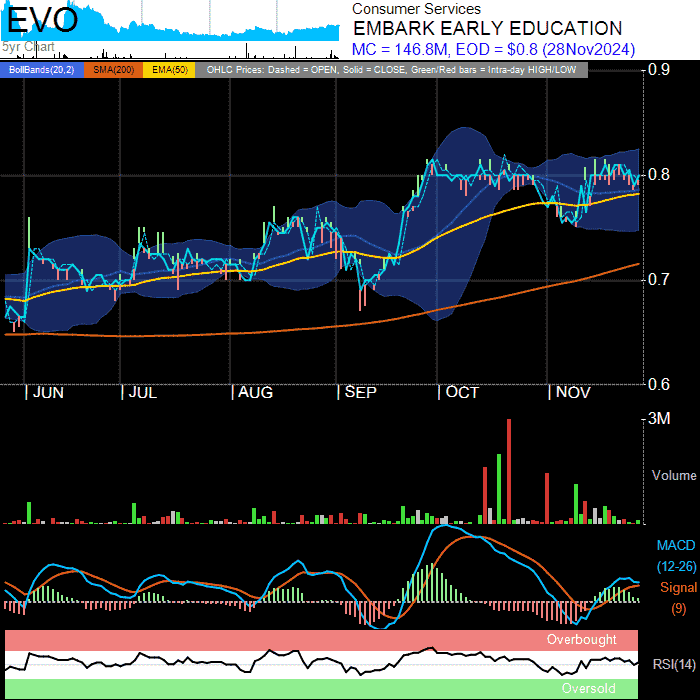 EVO
5yr Chart
Consumer Services
EMBARK EARLY EDUCATION
MC = 146.8M, EOD = $0.8 (28Nov2024)
BollBands(20,2) SMA(200) EMA(50) OHLC Prices: Dashed = OPEN, Solid = CLOSE, Green/Red bars = Intra-day HIGH/LOW
0.9
0.8
0.7
0.6
JUN JUL AUG SEP OCT NOV
3M
Volume
MACD
(12-26)
Signal
(9)
Overbought
RSI(14)
Oversold